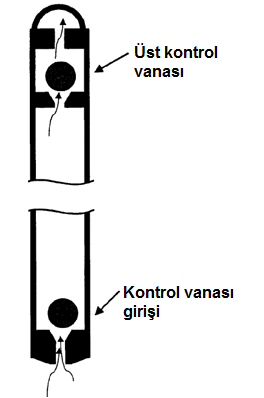 Üst kontrol
vanası
Kontrol vanası
girişi